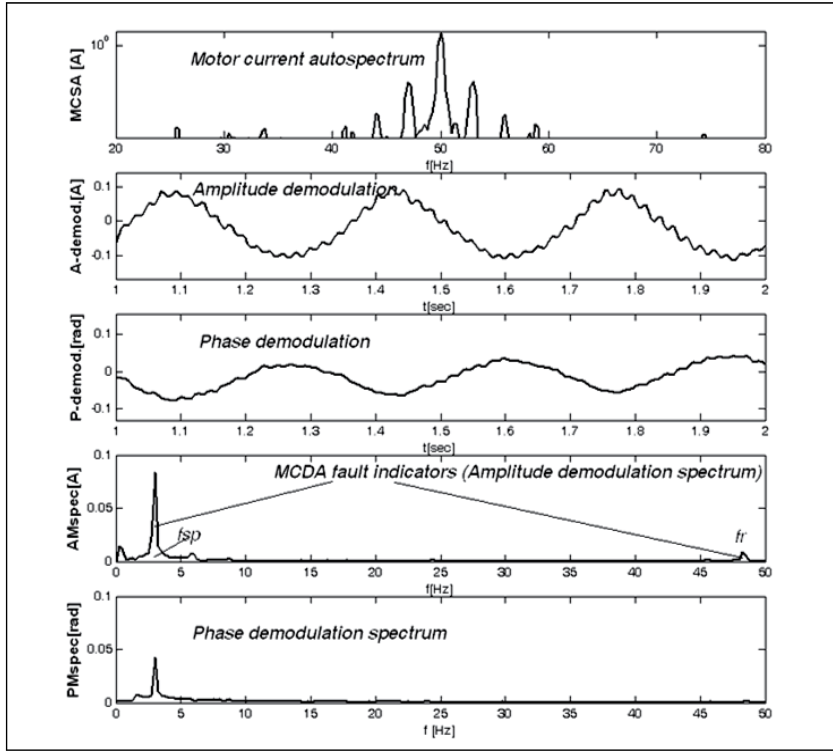 MCSA [A]
10⁰
Motor current autospectrum
20 30 40 50 60 70 80
f[Hz]
A-demod.[A]
0.1
0
-0.1
Amplitude demodulation
1 1.1 1.2 1.3 1.4 1.5 1.6 1.7 1.8 1.9 2
t[sec]
P-demod.[rad]
0.1
0
-0.1
Phase demodulation
1 1.1 1.2 1.3 1.4 1.5 1.6 1.7 1.8 1.9 2
t[sec]
AMspec[A]
0.1
0.05
0
MCDA fault indicators (Amplitude demodulation spectrum)
fsp
fr
0 5 10 15 20 25 30 35 40 45 50
f[Hz]
PMspec[rad]
0.1
0.05
0
Phase demodulation spectrum
0 5 10 15 20 25 30 35 40 45 50
f [Hz]